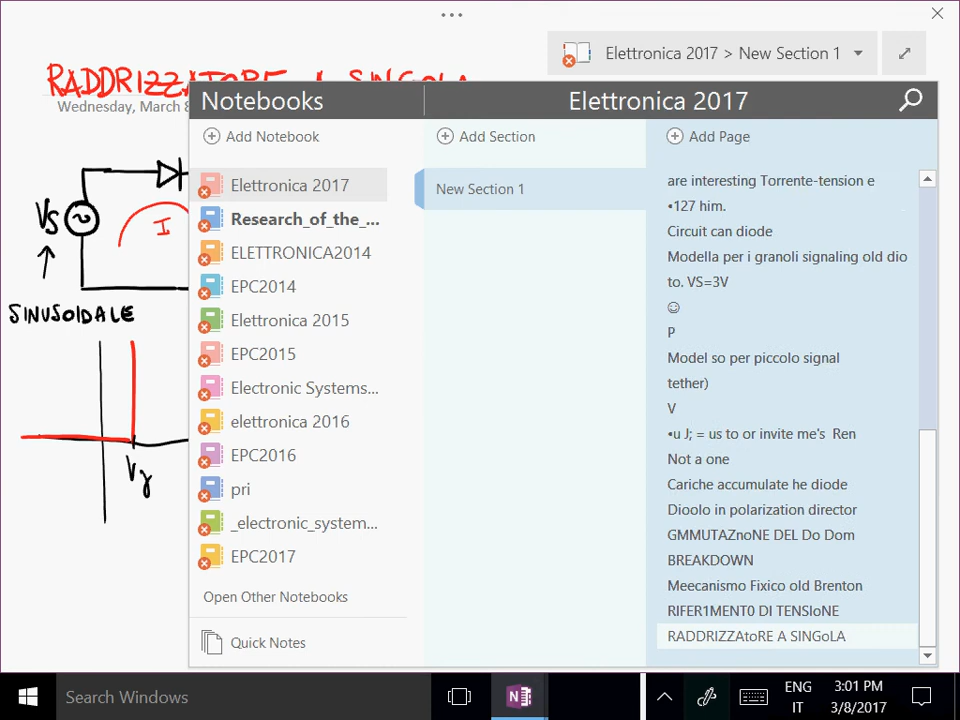 Elettronica 2017 > New Section 1
RADDRIZZATORE A SINGOLA
Wednesday, March 8
Notebooks
Elettronica 2017
Add Notebook
Add Section
Add Page
Elettronica 2017
Research_of_the_...
ELETTRONICA2014
EPC2014
Elettronica 2015
EPC2015
Electronic Systems...
elettronica 2016
EPC2016
pri
_electronic_system...
EPC2017
Open Other Notebooks
Quick Notes
New Section 1
are interesting Torrente-tension e
•127 him.
Circuit can diode
Modella per i granoli signaling old dio
to. VS=3V
☺
P
Model so per piccolo signal
tether)
V
•u J; = us to or invite me's Ren
Not a one
Cariche accumulate he diode
Dioolo in polarization director
GMMUTAZnoNE DEL Do Dom
BREAKDOWN
Meecanismo Fixico old Brenton
RIFER1MENT0 DI TENSIoNE
RADDRIZZAtoRE A SINGoLA
VS
I
SINUSOIDALE
Vγ
Search Windows
ENG
IT
3:01 PM
3/8/2017